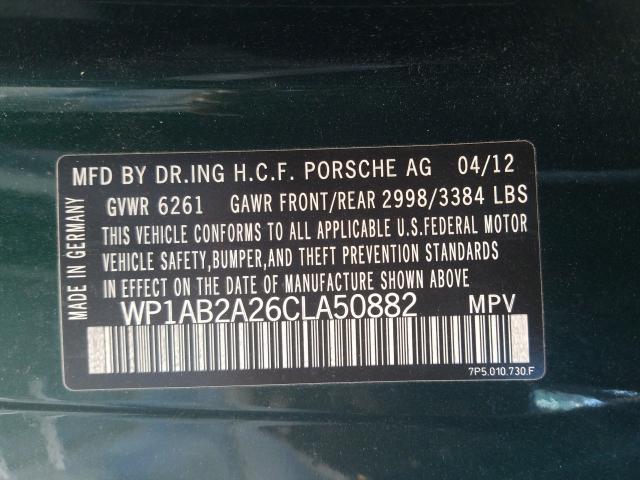 MADE IN GERMANY
MFD BY DR.ING H.C.F. PORSCHE AG 04/12
GVWR 6261 GAWR FRONT/REAR 2998/3384 LBS
THIS VEHICLE CONFORMS TO ALL APPLICABLE U.S.FEDERAL MOTOR
VEHICLE SAFETY,BUMPER,AND THEFT PREVENTION STANDARDS
IN EFFECT ON THE DATE OF MANUFACTURE SHOWN ABOVE.
WP1AB2A26CLA50882 MPV
7P5.010.730.F